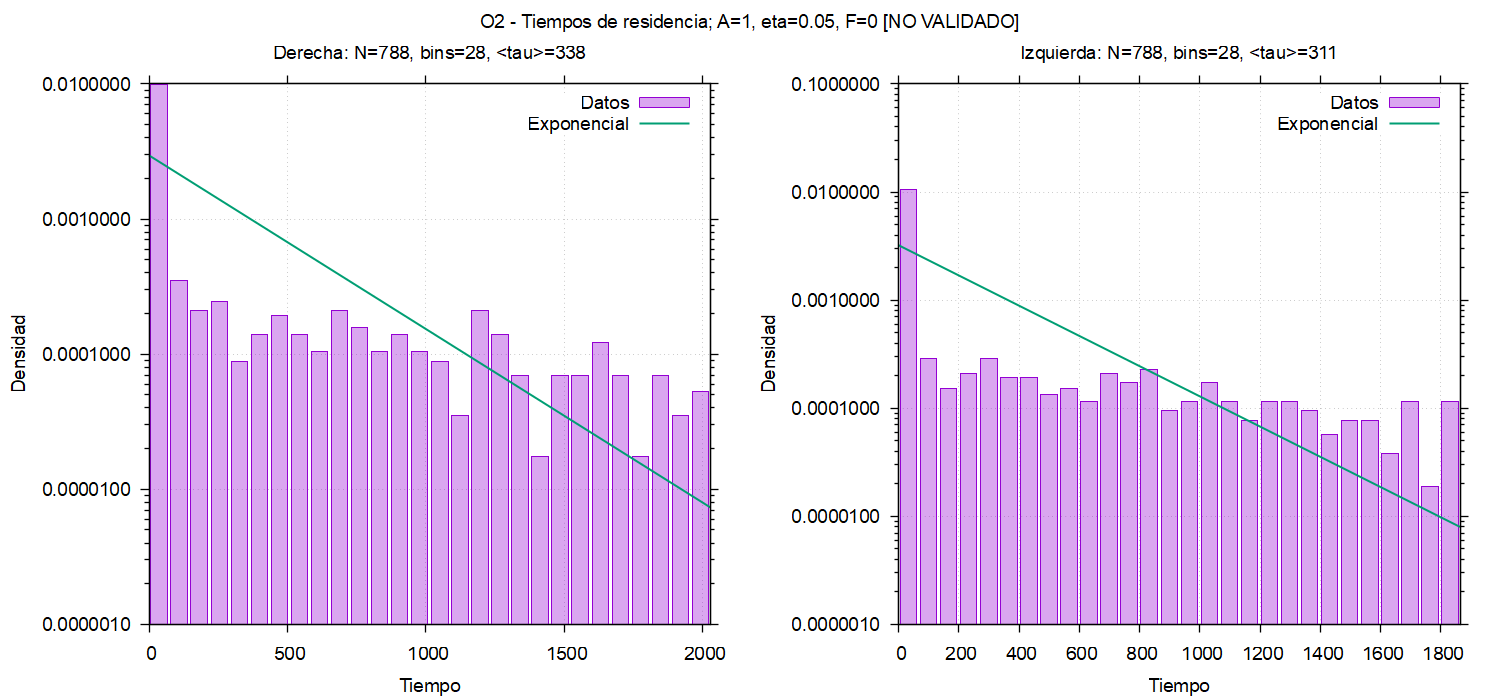 O2 - Tiempos de residencia; A=1, eta=0.05, F=0 [NO VALIDADO]
Derecha: N=788, bins=28, <tau>=338
Datos
Exponencial
0.0100000
0.0010000
0.0001000
0.0000100
0.0000010
Densidad
0 500 1000 1500 2000
Tiempo
Izquierda: N=788, bins=28, <tau>=311
Datos
Exponencial
0.1000000
0.0100000
0.0010000
0.0001000
0.0000100
0.0000010
Densidad
0 200 400 600 800 1000 1200 1400 1600 1800
Tiempo